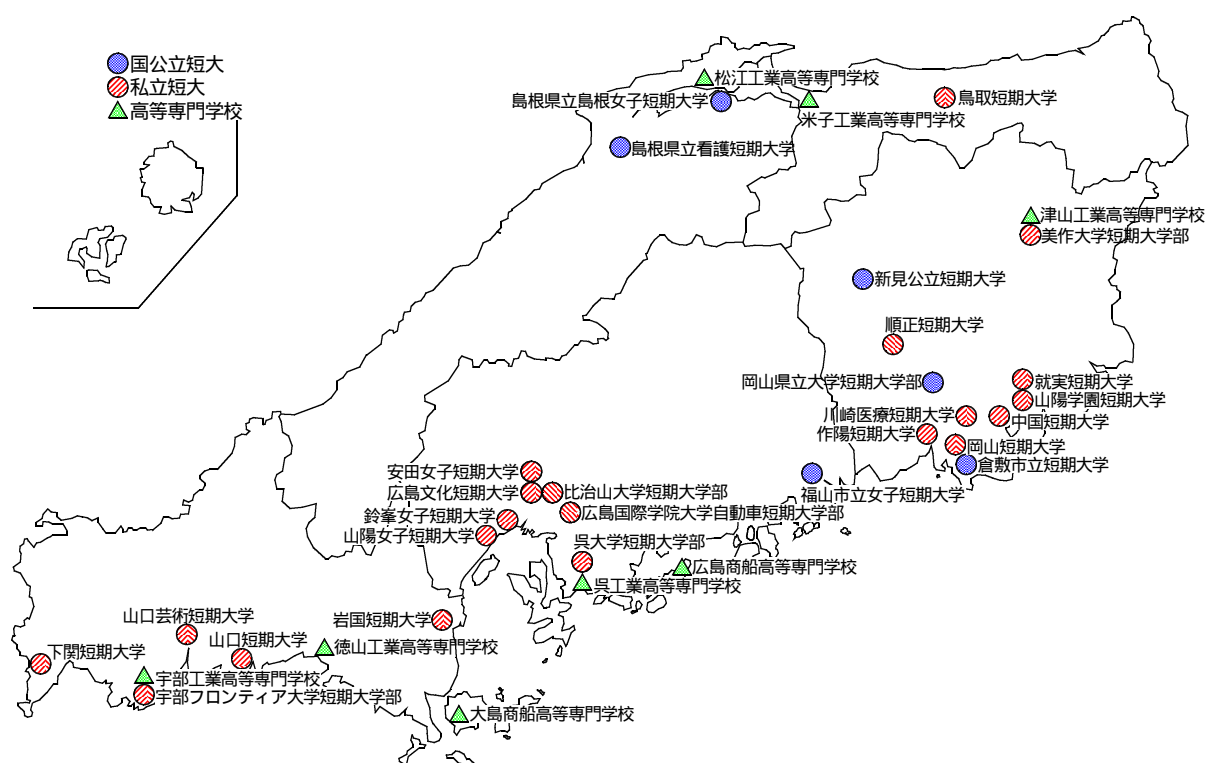 国公立短大
私立短大
高等専門学校
松江工業高等専門学校
島根県立島根女子短期大学
鳥取短期大学
米子工業高等専門学校
島根県立看護短期大学
津山工業高等専門学校
美作大学短期大学部
新見公立短期大学
順正短期大学
岡山県立大学短期大学部
就実短期大学
山陽学園短期大学
川崎医療短期大学
中国短期大学
作陽短期大学
岡山短期大学
倉敷市立短期大学
安田女子短期大学
広島文化短期大学
比治山大学短期大学部
福山市立女子短期大学
鈴峯女子短期大学
広島国際学院大学自動車短期大学部
山陽女子短期大学
呉大学短期大学部
広島商船高等専門学校
呉工業高等専門学校
山口芸術短期大学
岩国短期大学
山口短期大学
徳山工業高等専門学校
下関短期大学
宇部工業高等専門学校
宇部フロンティア大学短期大学部
大島商船高等専門学校